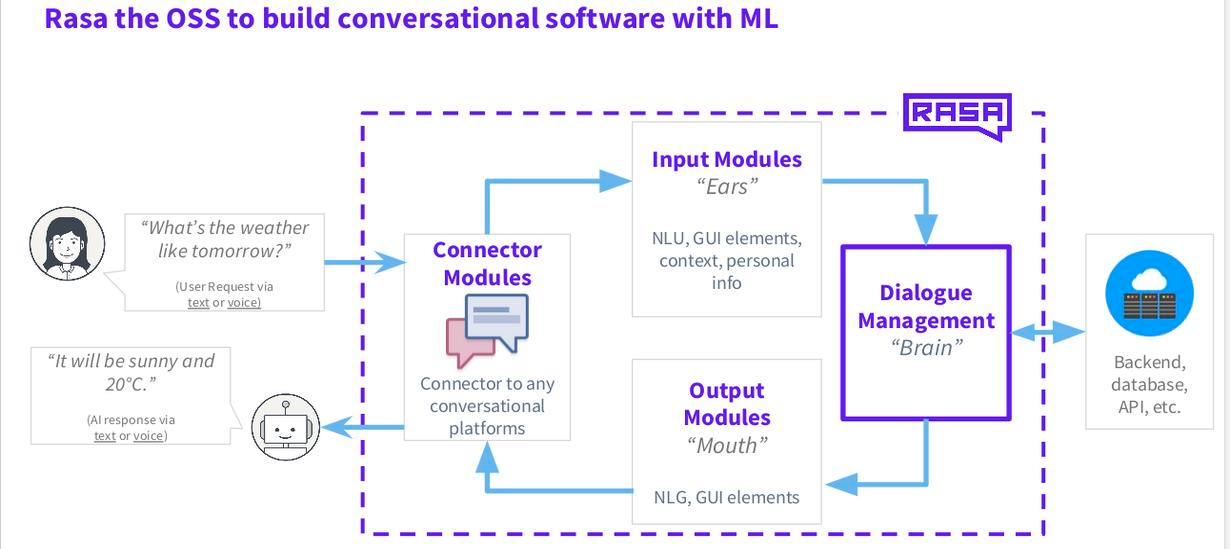 Rasa the OSS to build conversational software with ML
RASA
“What’s the weather
like tomorrow?”
(User Request via
text or voice)
“It will be sunny and
20°C.”
(AI response via
text or voice)
Connector
Modules
Connector to any
conversational
platforms
Input Modules
“Ears”
NLU, GUI elements,
context, personal
info
Output
Modules
“Mouth”
NLG, GUI elements
Dialogue
Management
“Brain”
Backend,
database,
API, etc.